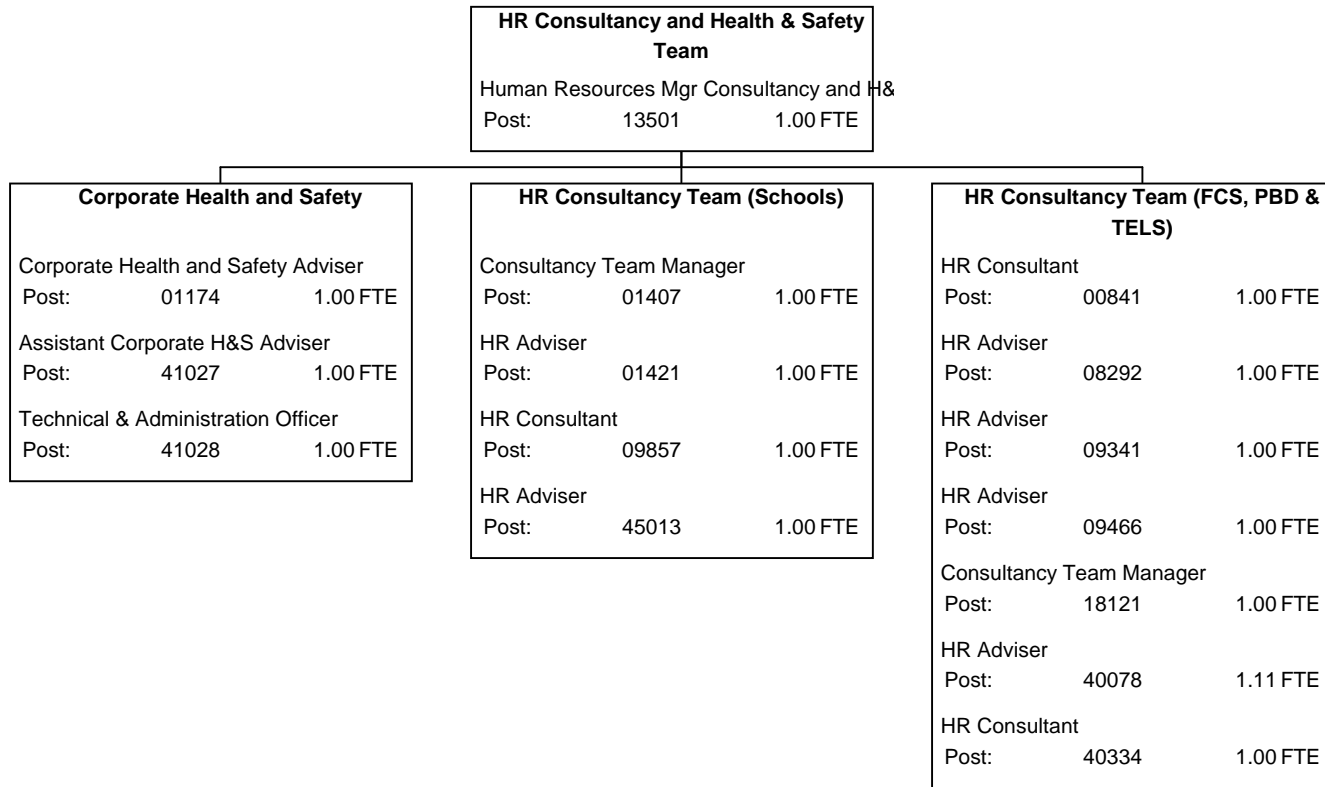 HR Consultancy and Health & Safety
Team
Human Resources Mgr Consultancy and H&
Post: 13501 1.00 FTE
Corporate Health and Safety
Corporate Health and Safety Adviser
Post: 01174 1.00 FTE
Assistant Corporate H&S Adviser
Post: 41027 1.00 FTE
Technical & Administration Officer
Post: 41028 1.00 FTE
HR Consultancy Team (Schools)
Consultancy Team Manager
Post: 01407 1.00 FTE
HR Adviser
Post: 01421 1.00 FTE
HR Consultant
Post: 09857 1.00 FTE
HR Adviser
Post: 45013 1.00 FTE
HR Consultancy Team (FCS, PBD &
TELS)
HR Consultant
Post: 00841 1.00 FTE
HR Adviser
Post: 08292 1.00 FTE
HR Adviser
Post: 09341 1.00 FTE
HR Adviser
Post: 09466 1.00 FTE
Consultancy Team Manager
Post: 18121 1.00 FTE
HR Adviser
Post: 40078 1.11 FTE
HR Consultant
Post: 40334 1.00 FTE